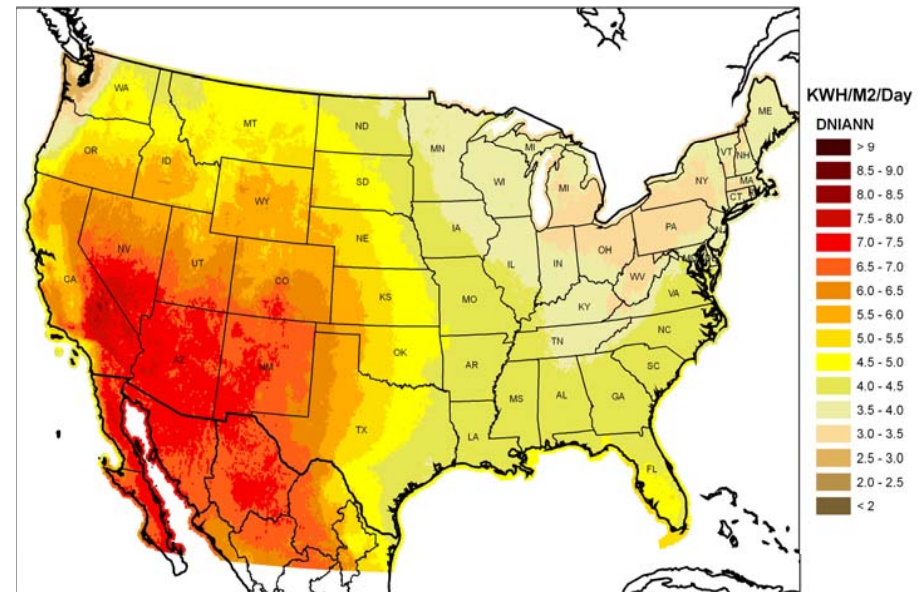 KWH/M2/Day
DNIANN
> 9
8.5 - 9.0
8.0 - 8.5
7.5 - 8.0
7.0 - 7.5
6.5 - 7.0
6.0 - 6.5
5.5 - 6.0
5.0 - 5.5
4.5 - 5.0
4.0 - 4.5
3.5 - 4.0
3.0 - 3.5
2.5 - 3.0
2.0 - 2.5
< 2
WA
MT
ND
MN
MI
ME
OR
ID
WY
SD
WI
MI
NY
VT
NH
MA
CT
NV
UT
CO
NE
IA
IL
IN
OH
PA
CA
KS
MO
KY
WV
VA
AZ
NM
OK
AR
TN
NC
SC
TX
LA
MS
AL
GA
FL